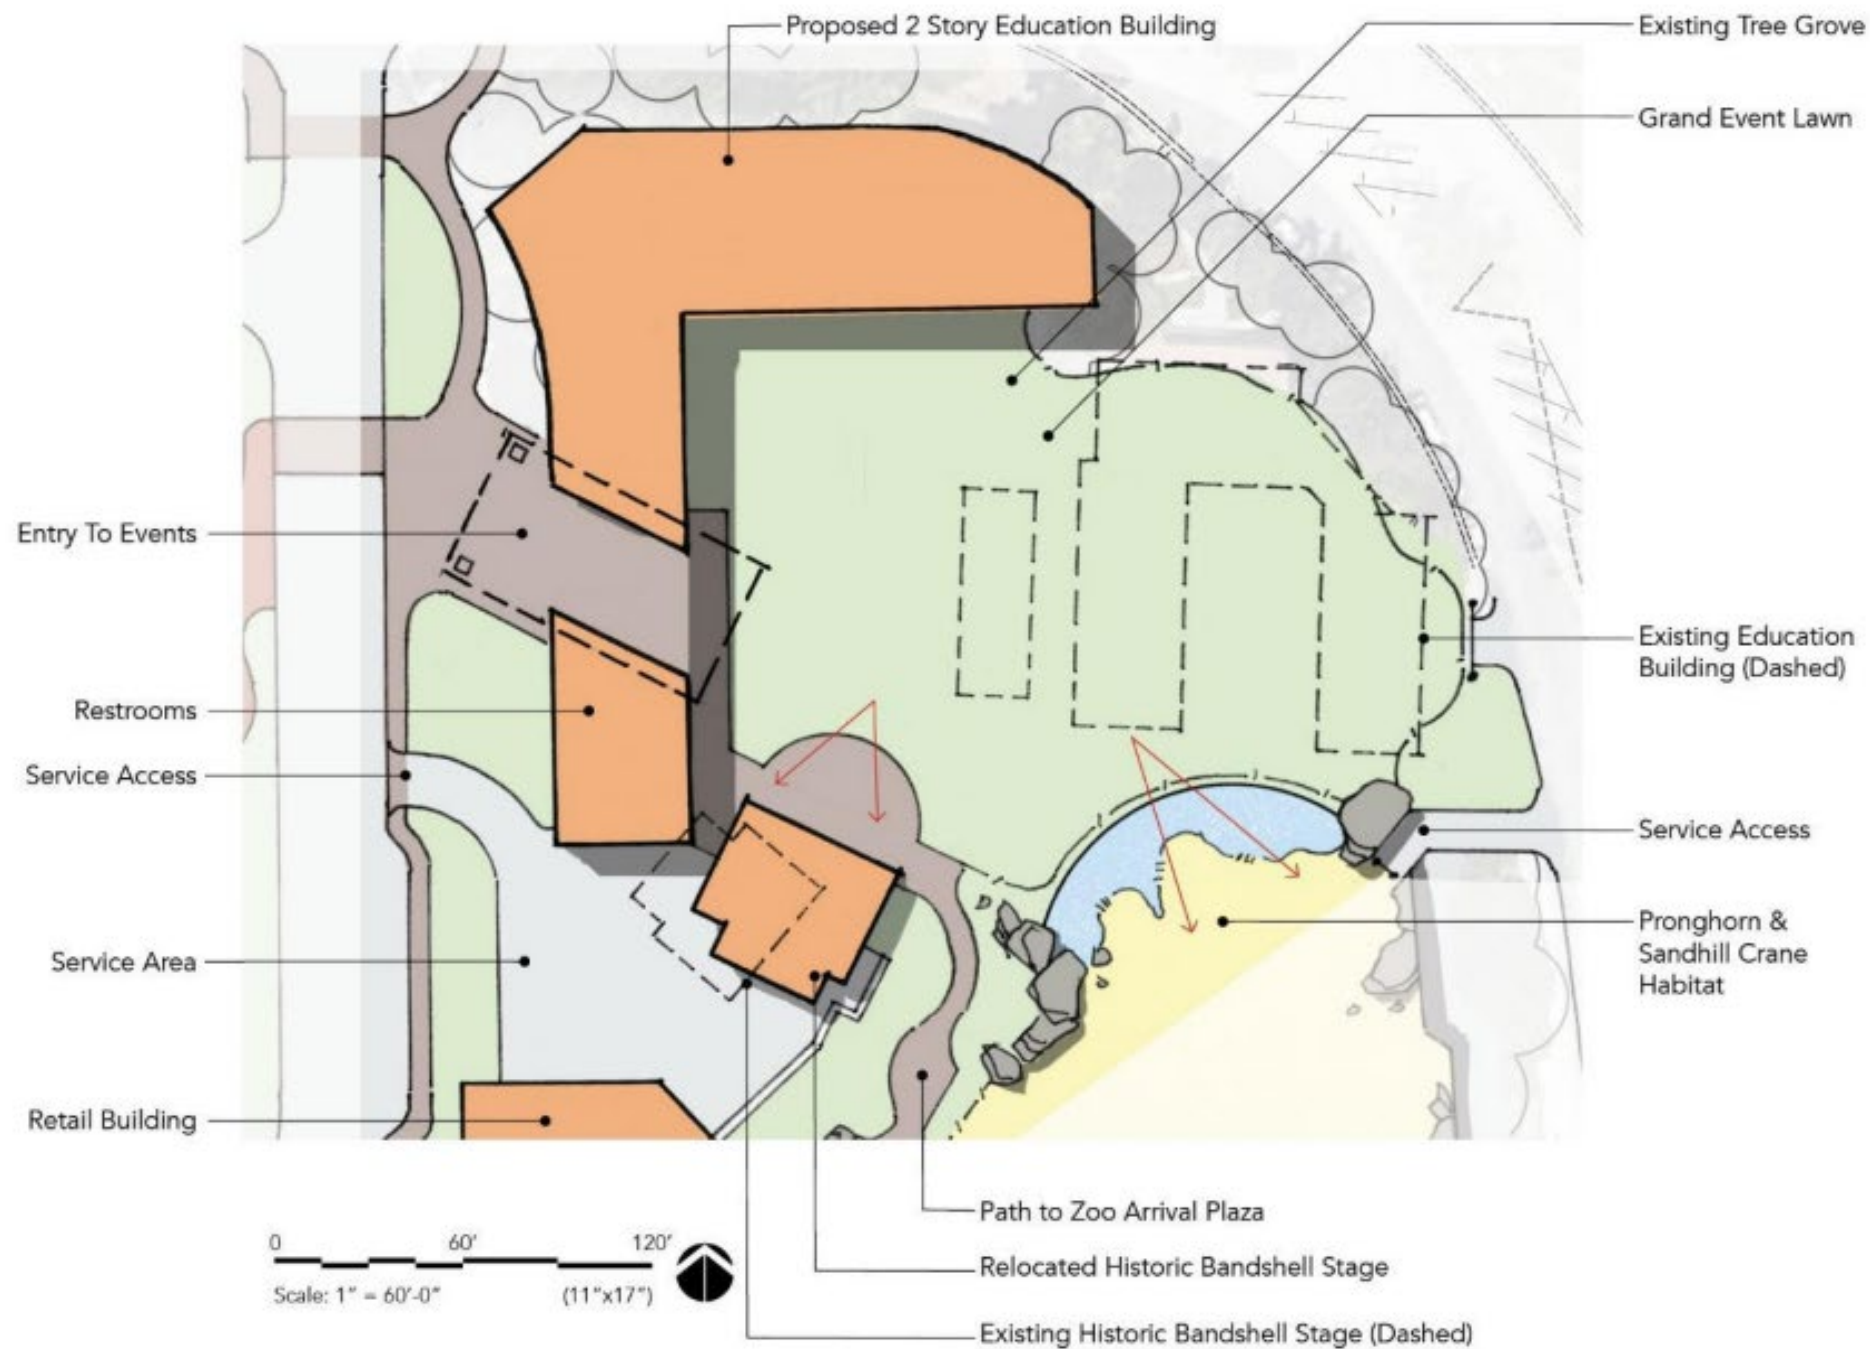 Proposed 2 Story Education Building
Existing Tree Grove
Grand Event Lawn
Entry To Events
Existing Education
Building (Dashed)
Restrooms
Service Access
Service Access
Service Area
Pronghorn &
Sandhill Crane
Habitat
Retail Building
Path to Zoo Arrival Plaza
0 60' 120'
Relocated Historic Bandshell Stage
Scale: 1" = 60'-0" (11"x17")
Existing Historic Bandshell Stage (Dashed)